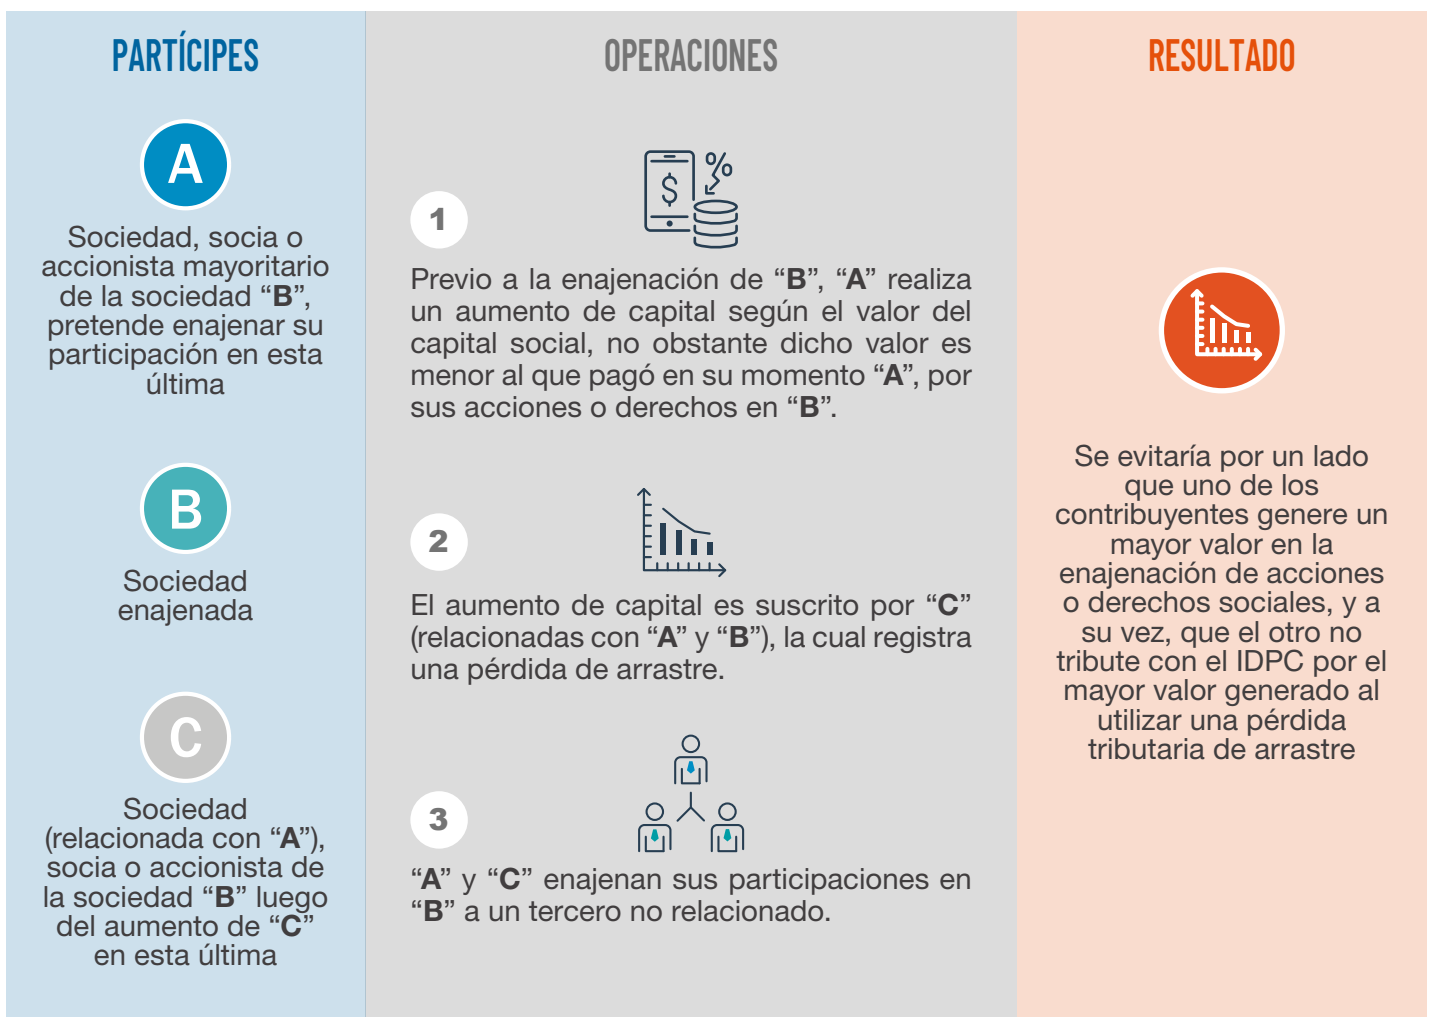 PARTÍCIPES
A
Sociedad, socia o
accionista mayoritario
de la sociedad “B”,
pretende enajenar su
participación en esta
última
B
Sociedad
enajenada
C
Sociedad
(relacionada con “A”),
socia o accionista de
la sociedad “B” luego
del aumento de “C”
en esta última
OPERACIONES
$ %
1
Previo a la enajenación de “B”, “A” realiza
un aumento de capital según el valor del
capital social, no obstante dicho valor es
menor al que pagó en su momento “A”, por
sus acciones o derechos en “B”.
2
El aumento de capital es suscrito por “C”
(relacionadas con “A” y “B”), la cual registra
una pérdida de arrastre.
3
“A” y “C” enajenan sus participaciones en
“B” a un tercero no relacionado.
RESULTADO
Se evitaría por un lado
que uno de los
contribuyentes genere un
mayor valor en la
enajenación de acciones
o derechos sociales, y a
su vez, que el otro no
tribute con el IDPC por el
mayor valor generado al
utilizar una pérdida
tributaria de arrastre